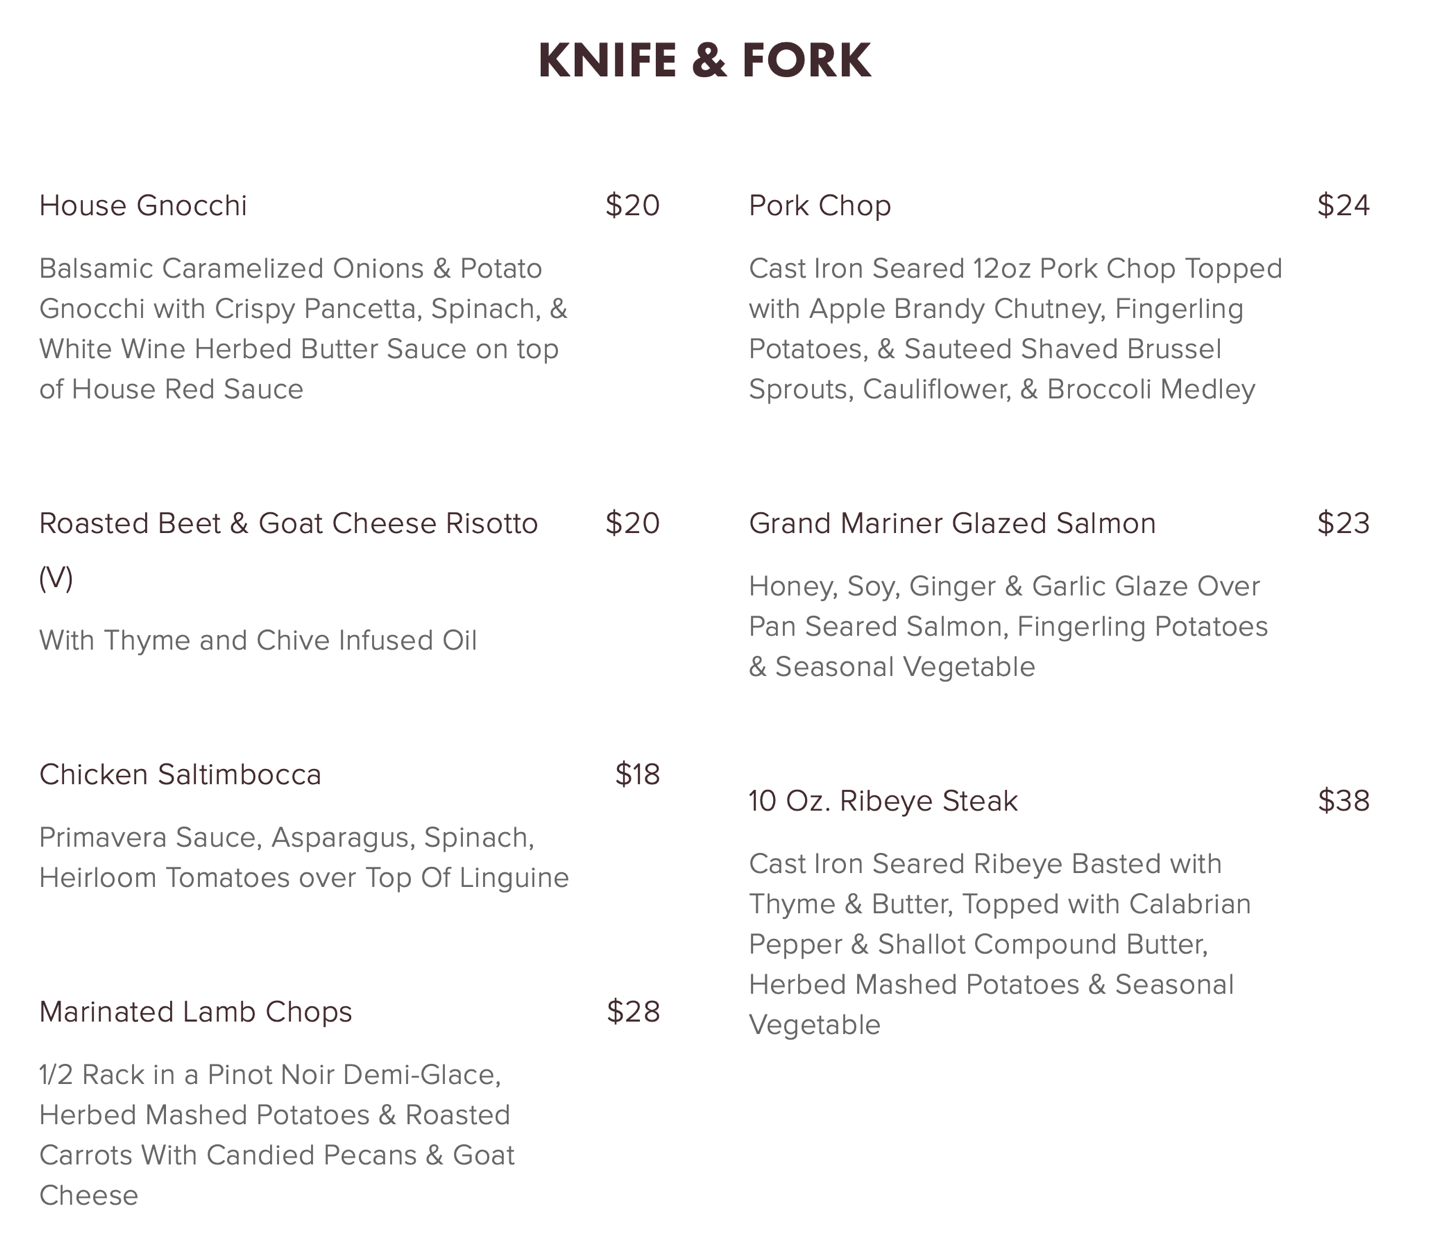 KNIFE & FORK
House Gnocchi $20
Balsamic Caramelized Onions & Potato
Gnocchi with Crispy Pancetta, Spinach, &
White Wine Herbed Butter Sauce on top
of House Red Sauce
Roasted Beet & Goat Cheese Risotto $20
(V)
With Thyme and Chive Infused Oil
Chicken Saltimbocca $18
Primavera Sauce, Asparagus, Spinach,
Heirloom Tomatoes over Top Of Linguine
Marinated Lamb Chops $28
1/2 Rack in a Pinot Noir Demi-Glace,
Herbed Mashed Potatoes & Roasted
Carrots With Candied Pecans & Goat
Cheese
Pork Chop $24
Cast Iron Seared 12oz Pork Chop Topped
with Apple Brandy Chutney, Fingerling
Potatoes, & Sauteed Shaved Brussel
Sprouts, Cauliflower, & Broccoli Medley
Grand Mariner Glazed Salmon $23
Honey, Soy, Ginger & Garlic Glaze Over
Pan Seared Salmon, Fingerling Potatoes
& Seasonal Vegetable
10 Oz. Ribeye Steak $38
Cast Iron Seared Ribeye Basted with
Thyme & Butter, Topped with Calabrian
Pepper & Shallot Compound Butter,
Herbed Mashed Potatoes & Seasonal
Vegetable